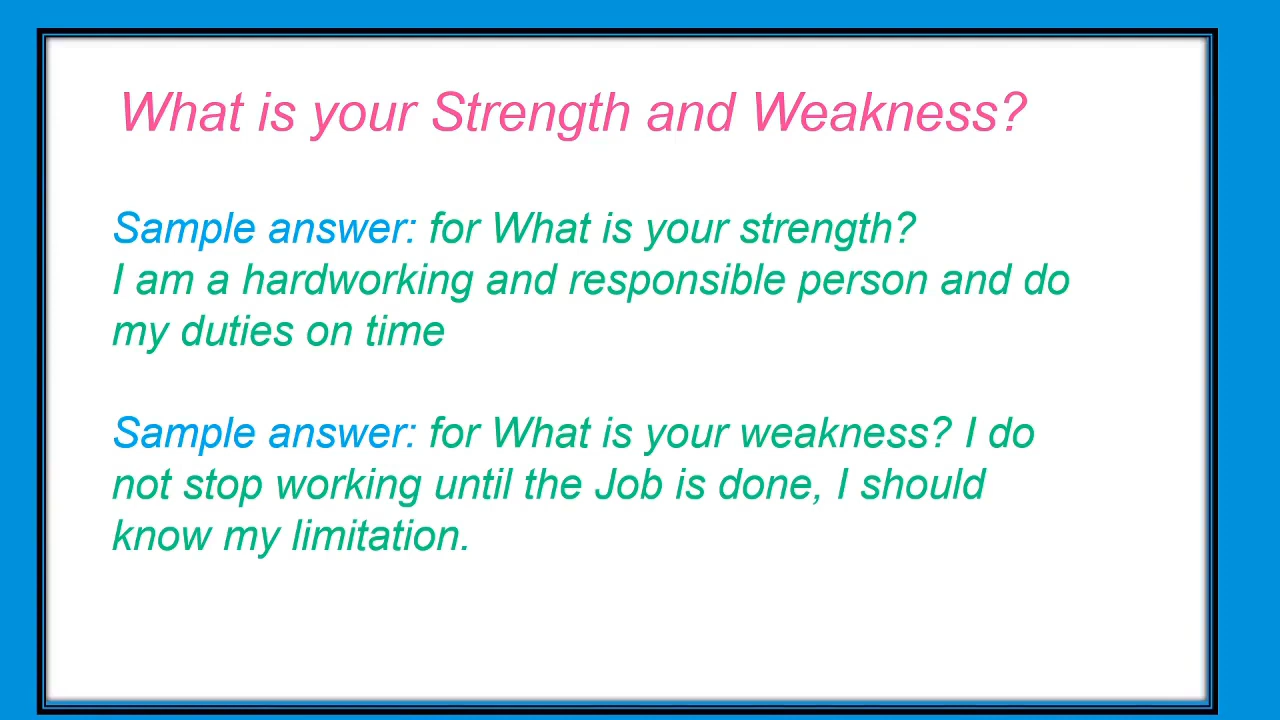 What is your Strength and Weakness?
Sample answer: for What is your strength?
I am a hardworking and responsible person and do
my duties on time
Sample answer: for What is your weakness? I do
not stop working until the Job is done, I should
know my limitation.